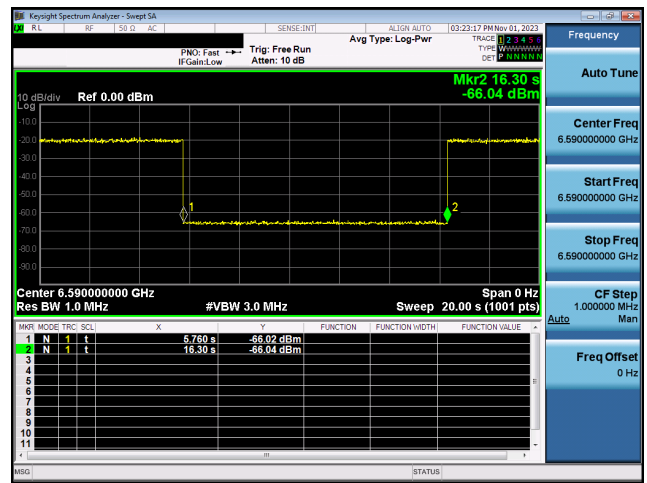 Keysight Spectrum Analyzer - Swept SA
LXI RL RF 50 Ω AC SENSE:INT ALIGN AUTO 03:23:17 PM Nov 01, 2023
Frequency
Avg Type: Log-Pwr
TRACE 1 2 3 4 5 6
TYPE W
DET P N N N N N
PNO: Fast
IFGain:Low
Trig: Free Run
Atten: 10 dB
Auto Tune
Mkr2 16.30 s
-66.04 dBm
10 dB/div Ref 0.00 dBm
Log
-10.0
-20.0
-30.0
-40.0
-50.0
-60.0
-70.0
-80.0
-90.0
1
2
Center 6.590000000 GHz Span 0 Hz
Res BW 1.0 MHz #VBW 3.0 MHz Sweep 20.00 s (1001 pts)
Center Freq
6.590000000 GHz
Start Freq
6.590000000 GHz
Stop Freq
6.590000000 GHz
CF Step
1.000000 MHz
Auto Man
Freq Offset
0 Hz
MKR MODE TRC SCL X Y FUNCTION FUNCTION WIDTH FUNCTION VALUE
1 N 1 t 5.760 s -66.02 dBm
2 N 1 t 16.30 s -66.04 dBm
3
4
5
6
7
8
9
10
11
MSG STATUS